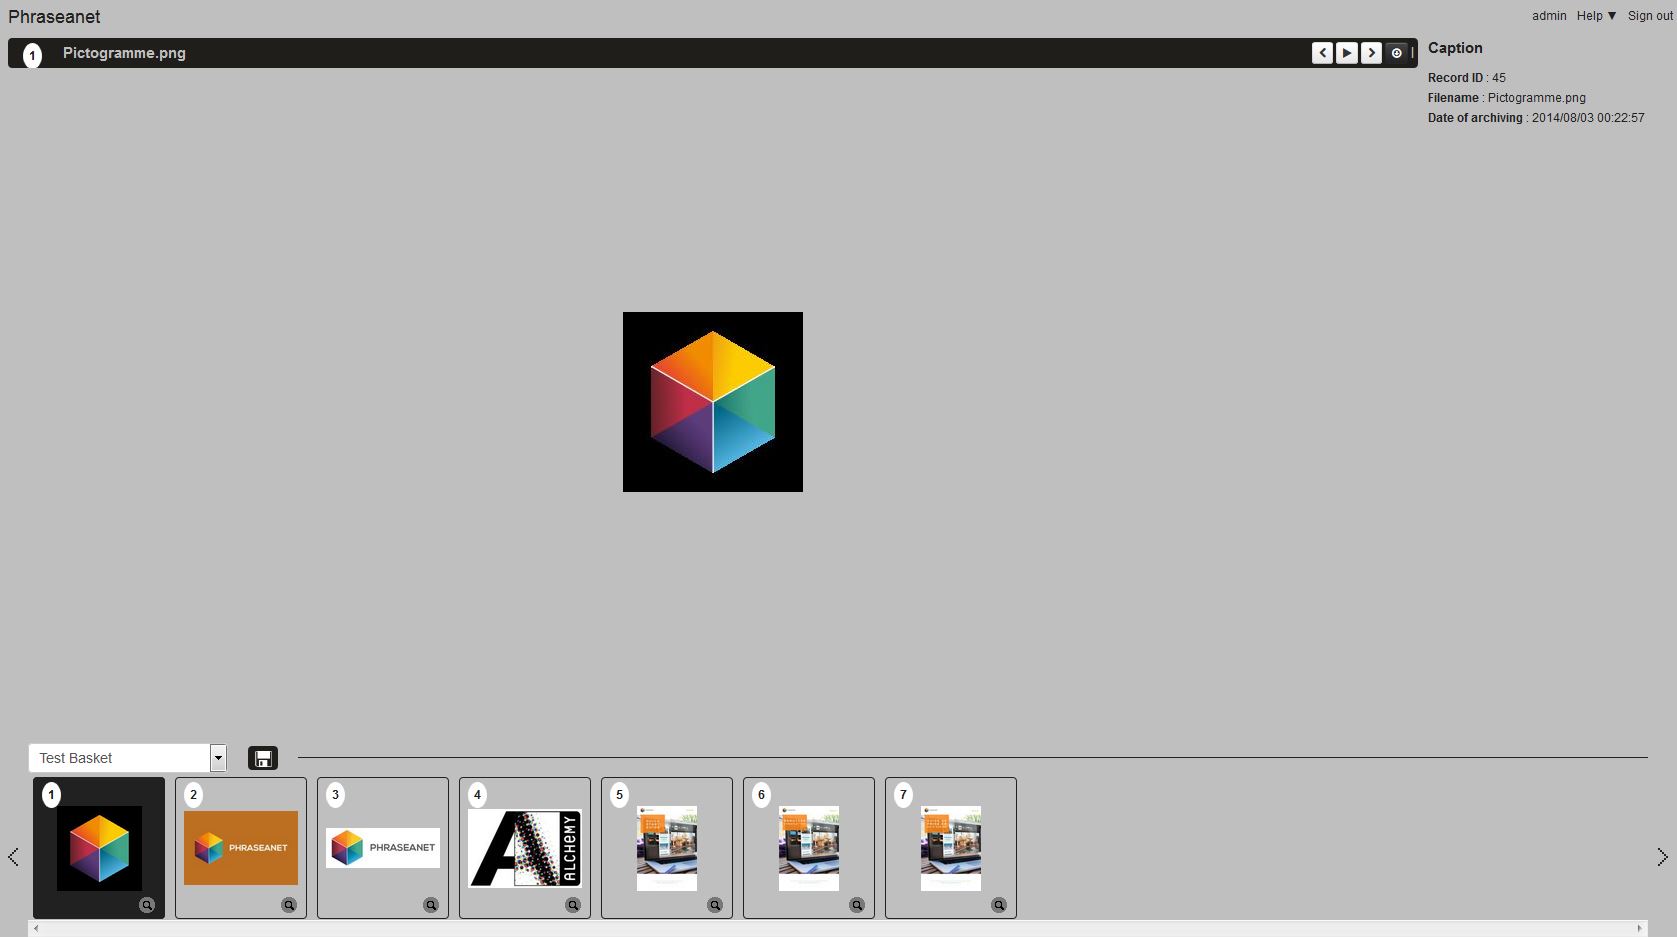 Phraseanet
admin Help ▼ Sign out
1 Pictogramme.png
Caption
Record ID : 45
Filename : Pictogramme.png
Date of archiving : 2014/08/03 00:22:57
Test Basket
1
2
PHRASEANET
3
PHRASEANET
4
ALCHEMY
5
6
7